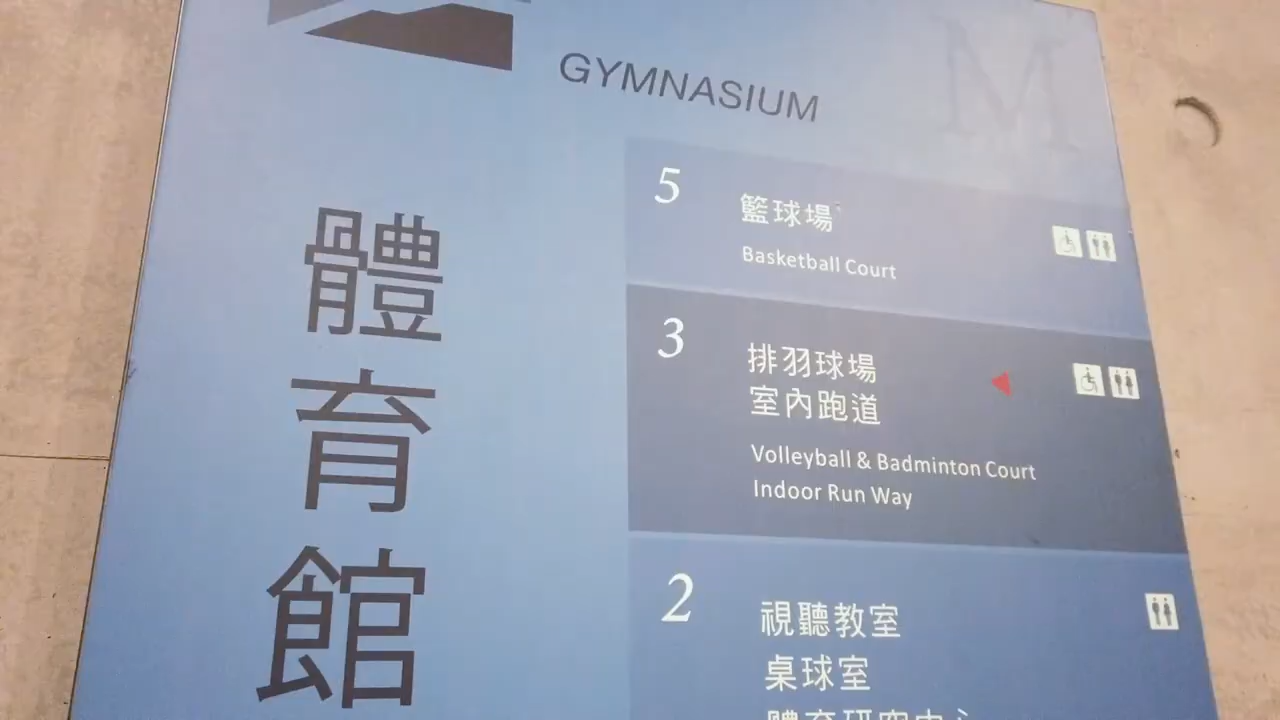 GYMNASIUM
M
體育館
5
籃球場
Basketball Court
3
排羽球場
室內跑道
Volleyball & Badminton Court
Indoor Run Way
2
視聽教室
桌球室